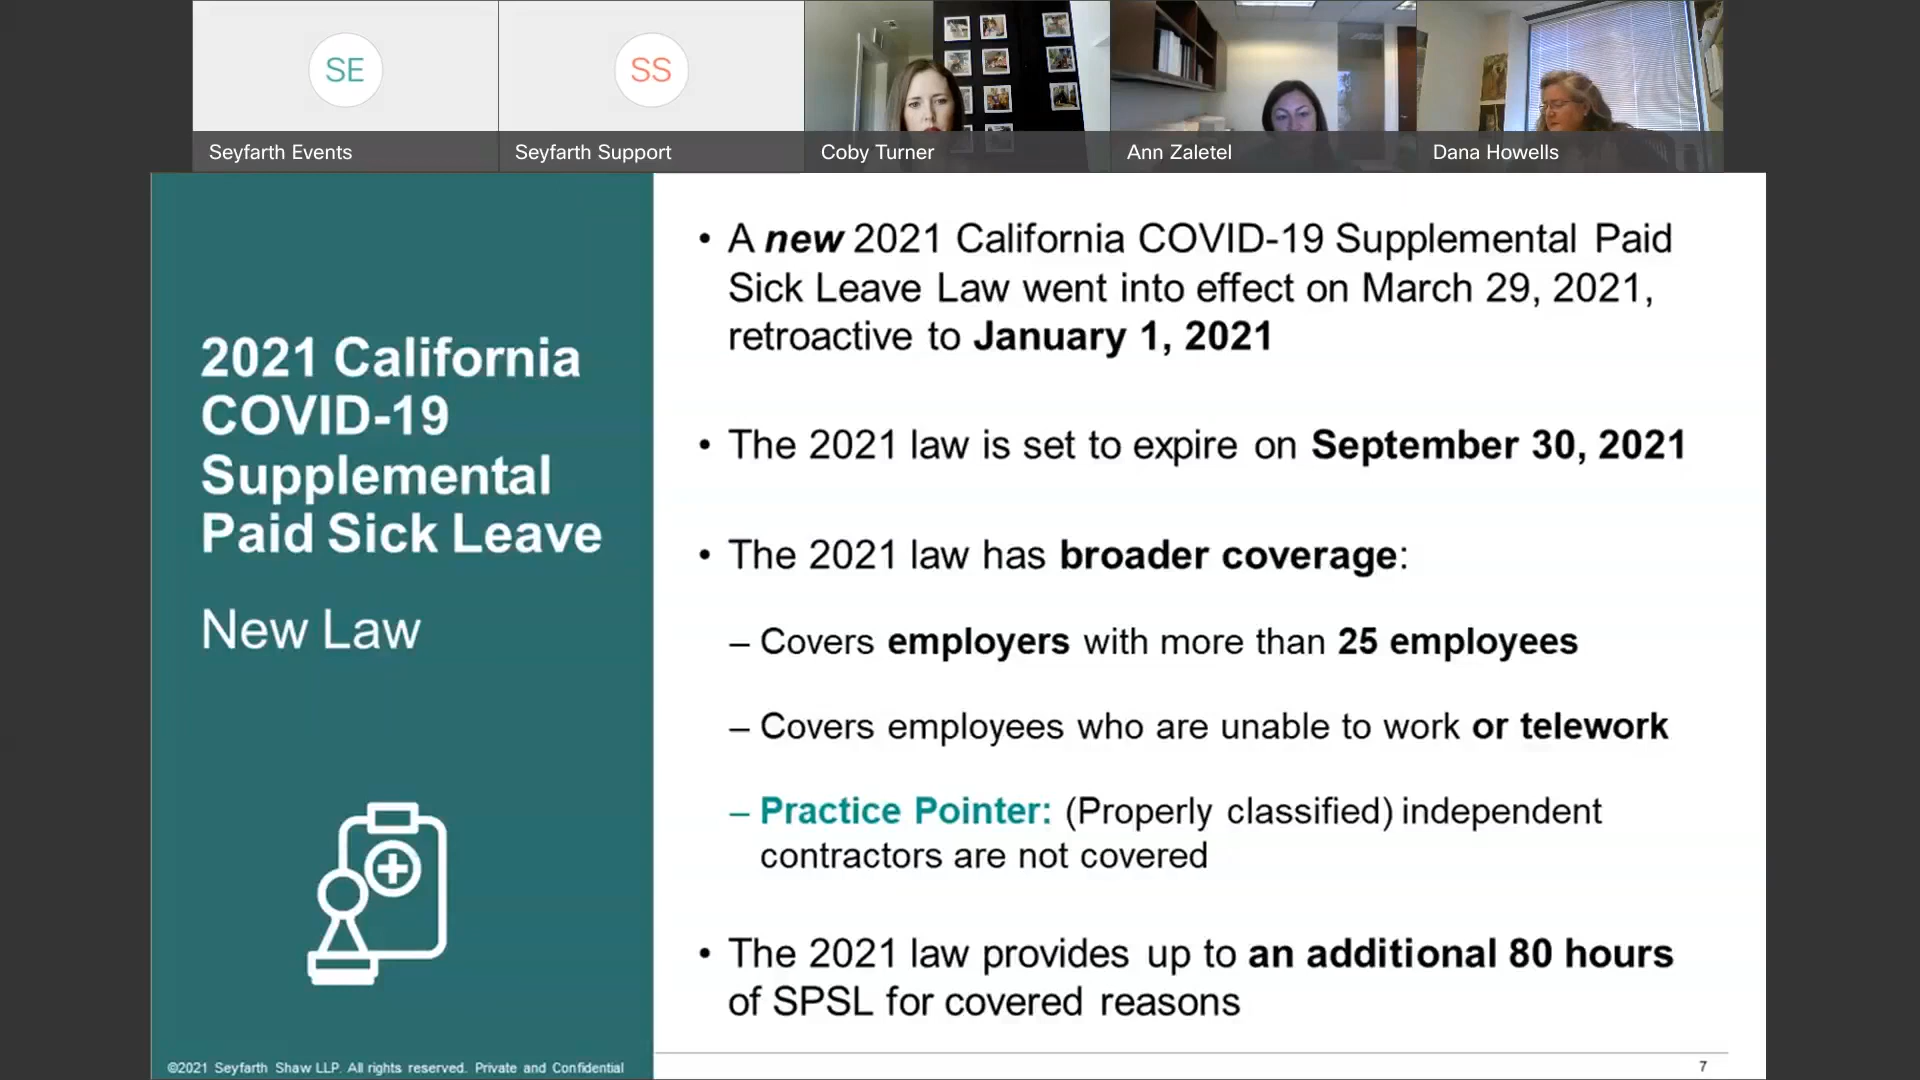 SE
SS
Seyfarth Events
Seyfarth Support
Coby Turner
Ann Zaletel
Dana Howells
2021 California
COVID-19
Supplemental
Paid Sick Leave
New Law
• A new 2021 California COVID-19 Supplemental Paid
Sick Leave Law went into effect on March 29, 2021,
retroactive to January 1, 2021
• The 2021 law is set to expire on September 30, 2021
• The 2021 law has broader coverage:
– Covers employers with more than 25 employees
– Covers employees who are unable to work or telework
– Practice Pointer: (Properly classified) independent
contractors are not covered
• The 2021 law provides up to an additional 80 hours
of SPSL for covered reasons
©2021 Seyfarth Shaw LLP. All rights reserved. Private and Confidential
7